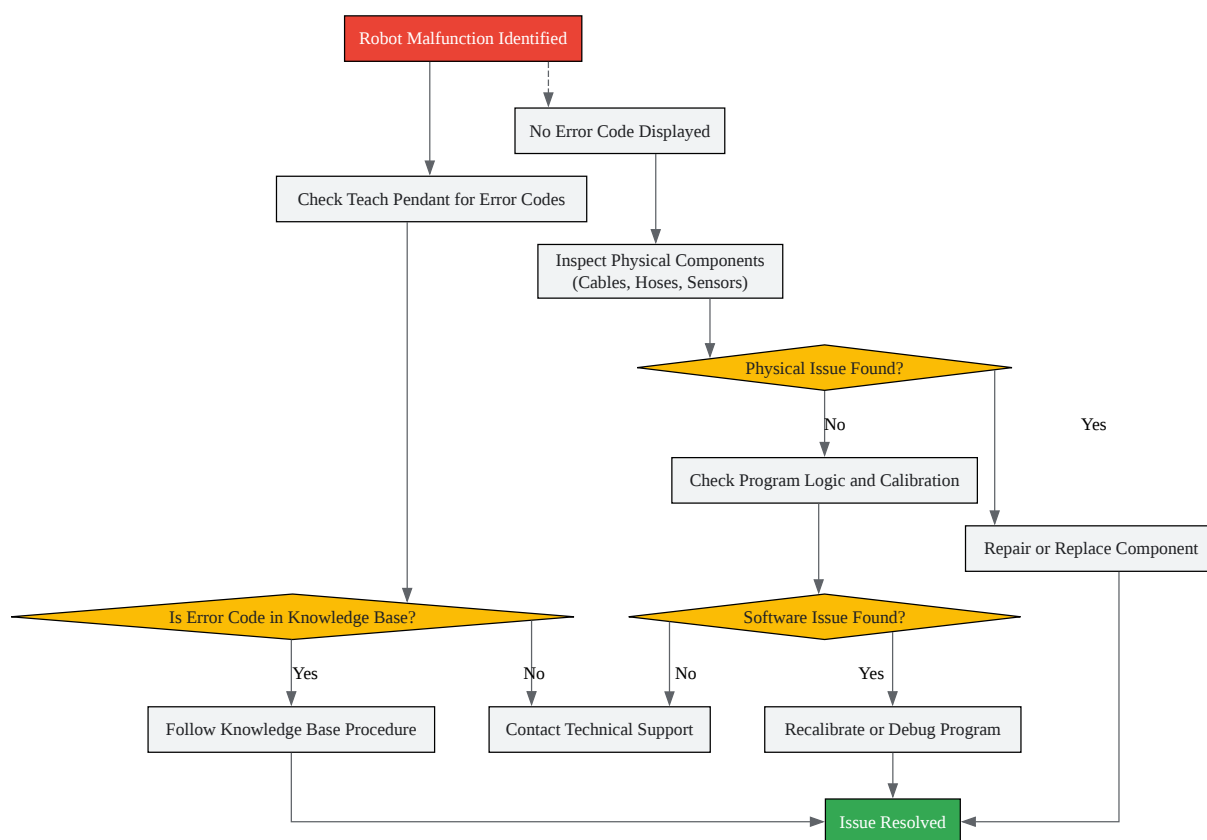 Robot Malfunction Identified
No Error Code Displayed
Check Teach Pendant for Error Codes
Inspect Physical Components
(Cables, Hoses, Sensors)
Physical Issue Found?
No
Yes
Check Program Logic and Calibration
Repair or Replace Component
Is Error Code in Knowledge Base?
Software Issue Found?
Yes
No
No
Yes
Follow Knowledge Base Procedure
Contact Technical Support
Recalibrate or Debug Program
Issue Resolved